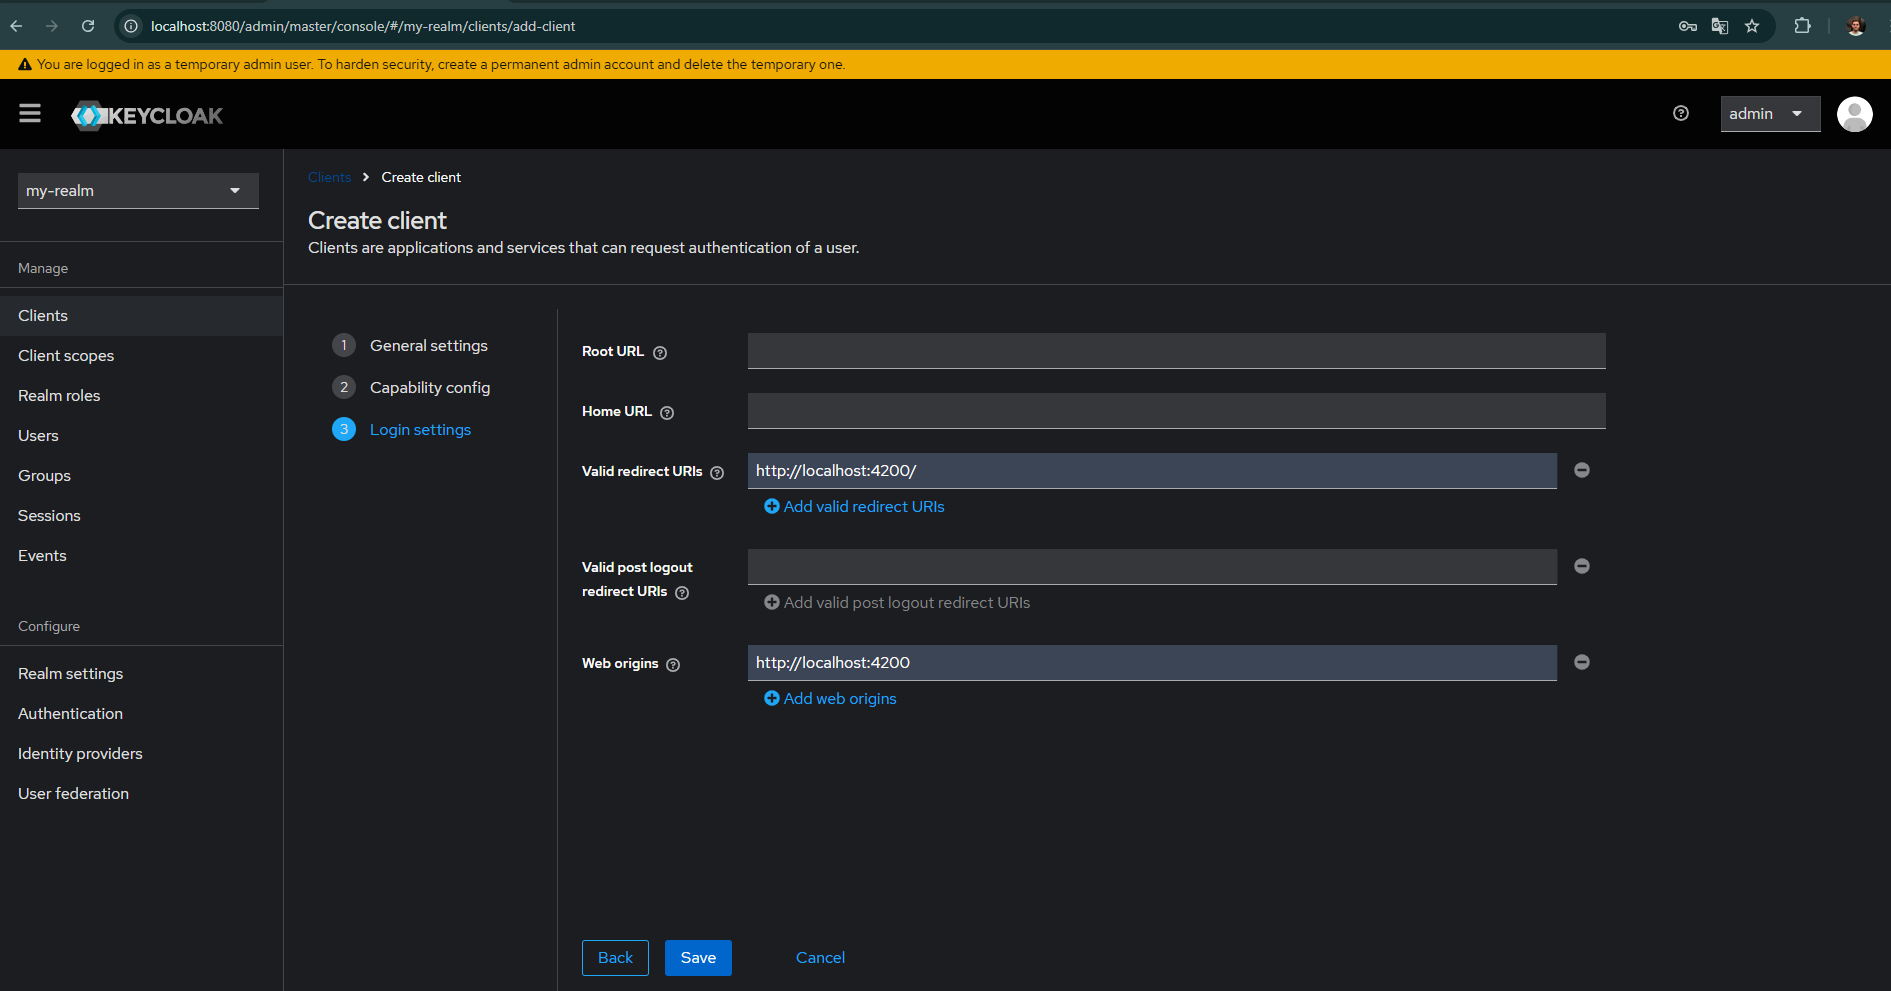 localhost:8080/admin/master/console/#/my-realm/clients/add-client
You are logged in as a temporary admin user. To harden security, create a permanent admin account and delete the temporary one.
KEYCLOAK
admin
my-realm
Manage
Clients
Client scopes
Realm roles
Users
Groups
Sessions
Events
Configure
Realm settings
Authentication
Identity providers
User federation
Clients > Create client
Create client
Clients are applications and services that can request authentication of a user.
1 General settings
2 Capability config
3 Login settings
Root URL
Home URL
Valid redirect URIs
http://localhost:4200/
Add valid redirect URIs
Valid post logout
redirect URIs
Add valid post logout redirect URIs
Web origins
http://localhost:4200
Add web origins
Back
Save
Cancel